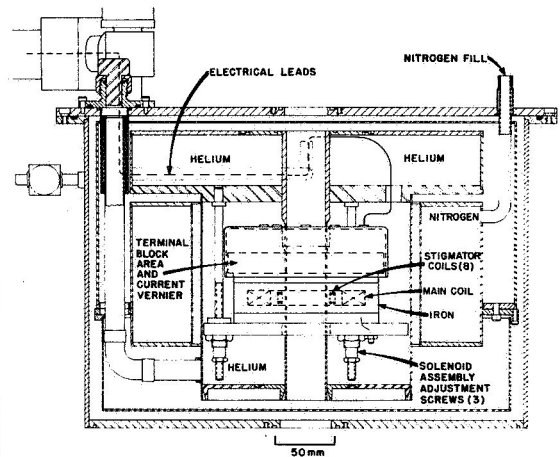 NITROGEN FILL
ELECTRICAL LEADS
HELIUM
HELIUM
NITROGEN
TERMINAL
BLOCK
AREA
AND
CURRENT
VERNIER
STIGMATOR
COILS(8)
MAIN COIL
IRON
HELIUM
SOLENOID
ASSEMBLY
ADJUSTMENT
SCREWS (3)
50mm